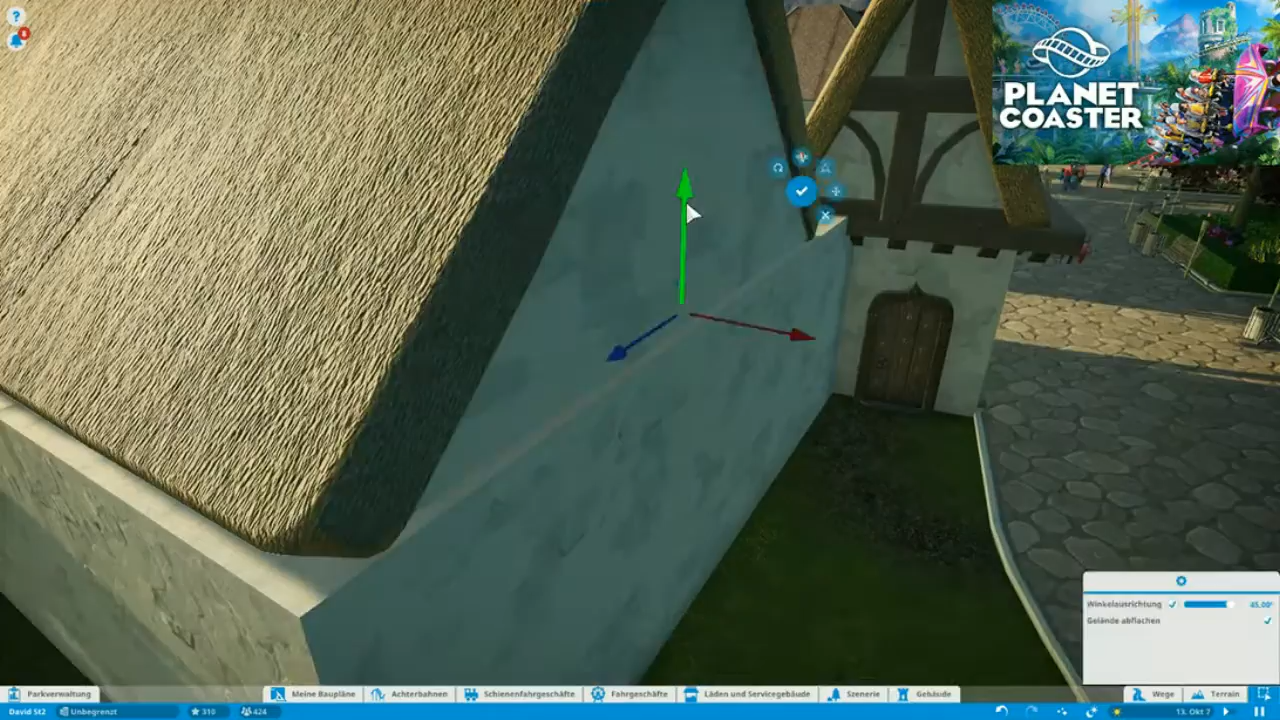 ?
8
PLANET
COASTER
Winkelausrichtung 45,00°
Gelände abflachen
Parkverwaltung
Meine Baupläne
Achterbahnen
Schienenfahrgeschäfte
Fahrgeschäfte
Läden und Servicegebäude
Szenerie
Gebäude
Wege
Terrain
David St2
Unbegrenzt
310
424
13. Okt 7